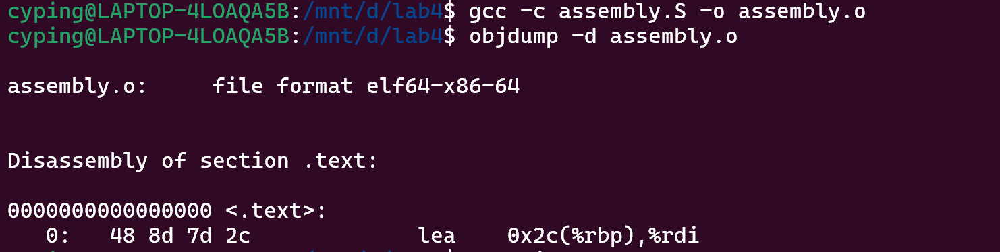 cyping@LAPTOP-4LOAQA5B:/mnt/d/lab4$ gcc -c assembly.S -o assembly.o
cyping@LAPTOP-4LOAQA5B:/mnt/d/lab4$ objdump -d assembly.o
assembly.o:     file format elf64-x86-64
Disassembly of section .text:
0000000000000000 <.text>:
   0:   48 8d 7d 2c             lea    0x2c(%rbp),%rdi